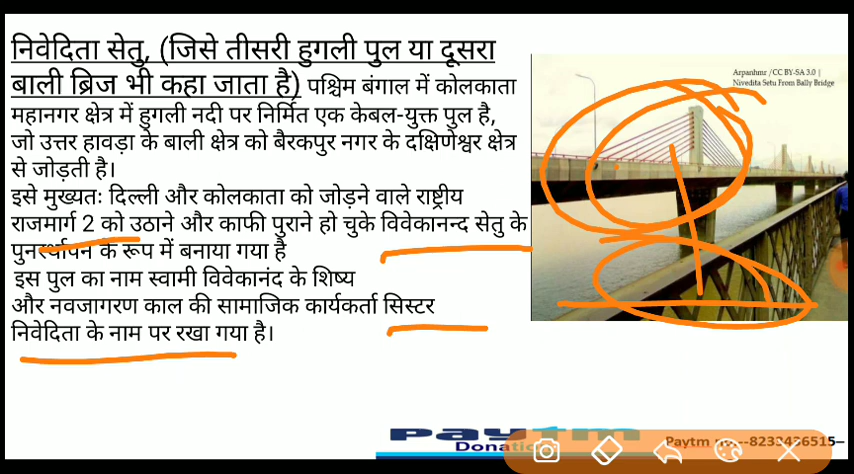 निवेदिता सेतु, (जिसे तीसरी हुगली पुल या दूसरा
बाली ब्रिज भी कहा जाता है) पश्चिम बंगाल में कोलकाता
महानगर क्षेत्र में हुगली नदी पर निर्मित एक केबल-युक्त पुल है,
जो उत्तर हावड़ा के बाली क्षेत्र को बैरकपुर नगर के दक्षिणेश्वर क्षेत्र
से जोड़ती है।
इसे मुख्यतः दिल्ली और कोलकाता को जोड़ने वाले राष्ट्रीय
राजमार्ग 2 को उठाने और काफी पुराने हो चुके विवेकानन्द सेतु के
पुनर्स्थापन के रूप में बनाया गया है
इस पुल का नाम स्वामी विवेकानंद के शिष्य
और नवजागरण काल की सामाजिक कार्यकर्ता सिस्टर
निवेदिता के नाम पर रखा गया है।
Arpanhmr /CC BY-SA 3.0 |
Nivedita Setu From Bally Bridge
paytm
Paytm